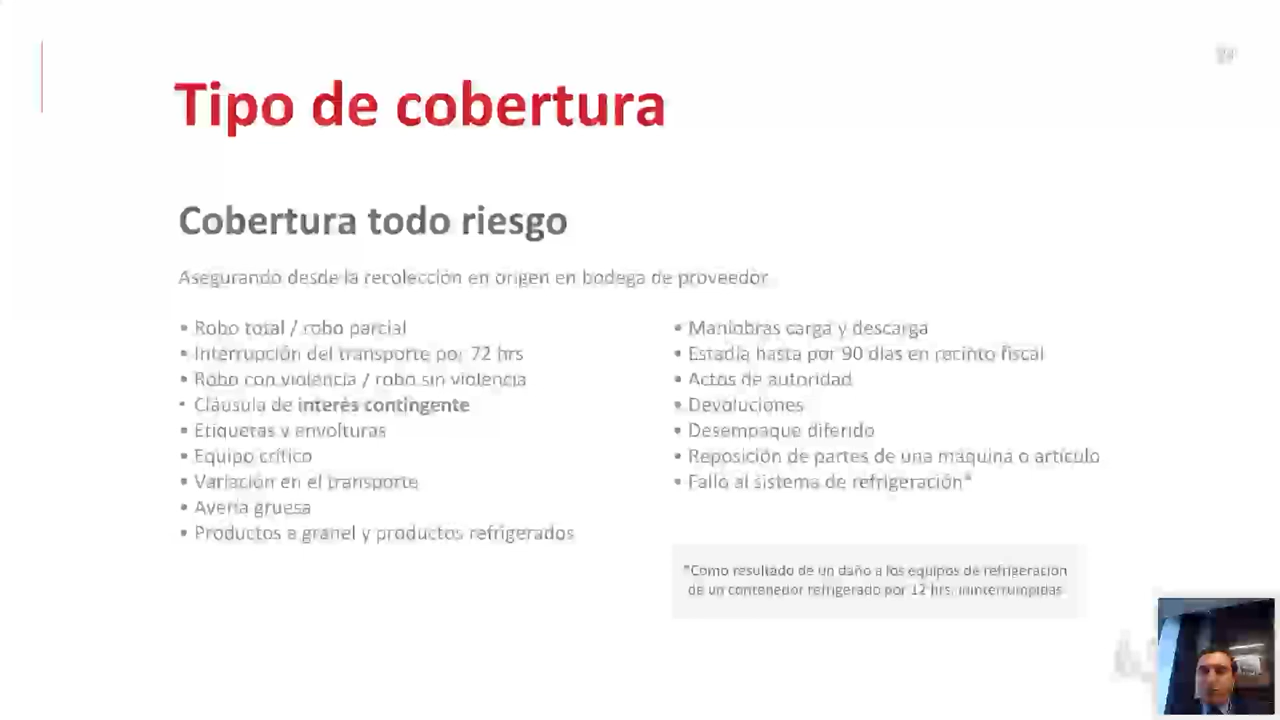 Tipo de cobertura
Cobertura todo riesgo
Asegurando desde la recolección en origen en bodega de proveedor
• Robo total / robo parcial
• Interrupción del transporte por 72 hrs
• Robo con violencia / robo sin violencia
• Cláusula de interés contingente
• Etiquetas y envolturas
• Equipo crítico
• Variación en el transporte
• Avería gruesa
• Productos a granel y productos refrigerados
• Maniobras carga y descarga
• Estadía hasta por 90 días en recinto fiscal
• Actos de autoridad
• Devoluciones
• Desempaque diferido
• Reposición de partes de una máquina o artículo
• Fallo al sistema de refrigeración*
*Como resultado de un daño a los equipos de refrigeración
de un contenedor refrigerado por 12 hrs. ininterrumpidas